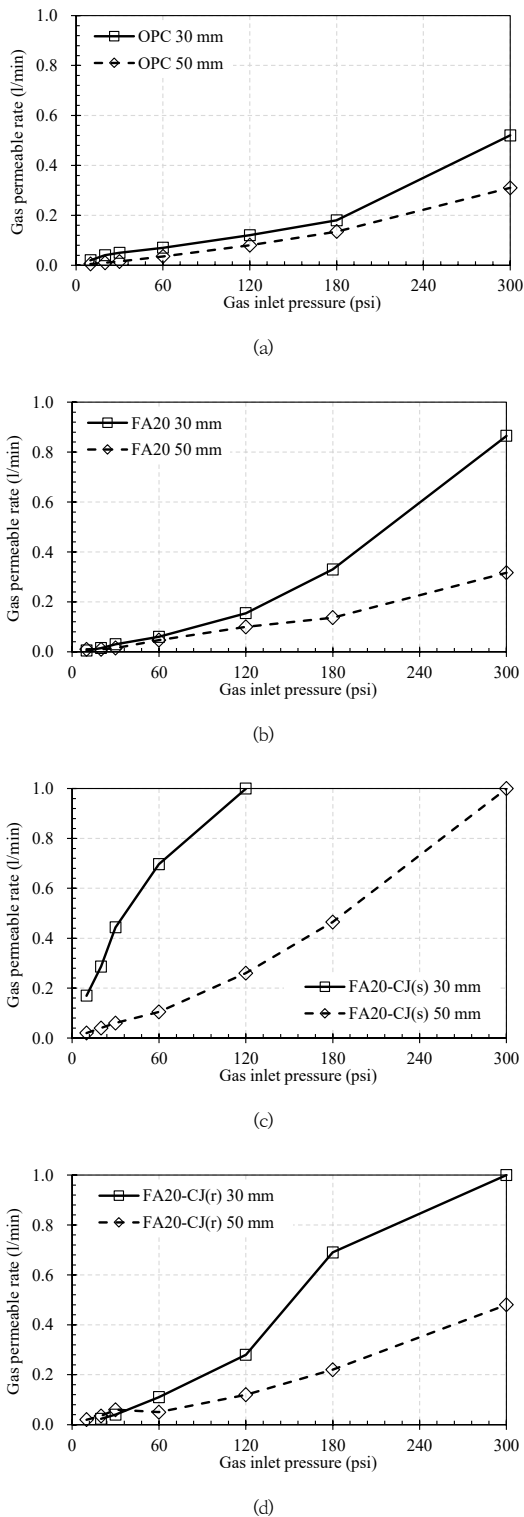 1.0
0.8
0.6
0.4
0.2
0.0
Gas permeable rate (l/min)
OPC 30 mm
OPC 50 mm
0 60 120 180 240 300
Gas inlet pressure (psi)
(a)
1.0
0.8
0.6
0.4
0.2
0.0
Gas permeable rate (l/min)
FA20 30 mm
FA20 50 mm
0 60 120 180 240 300
Gas inlet pressure (psi)
(b)
1.0
0.8
0.6
0.4
0.2
0.0
Gas permeable rate (l/min)
FA20-CJ(s) 30 mm
FA20-CJ(s) 50 mm
0 60 120 180 240 300
Gas inlet pressure (psi)
(c)
1.0
0.8
0.6
0.4
0.2
0.0
Gas permeable rate (l/min)
FA20-CJ(r) 30 mm
FA20-CJ(r) 50 mm
0 60 120 180 240 300
Gas inlet pressure (psi)
(d)